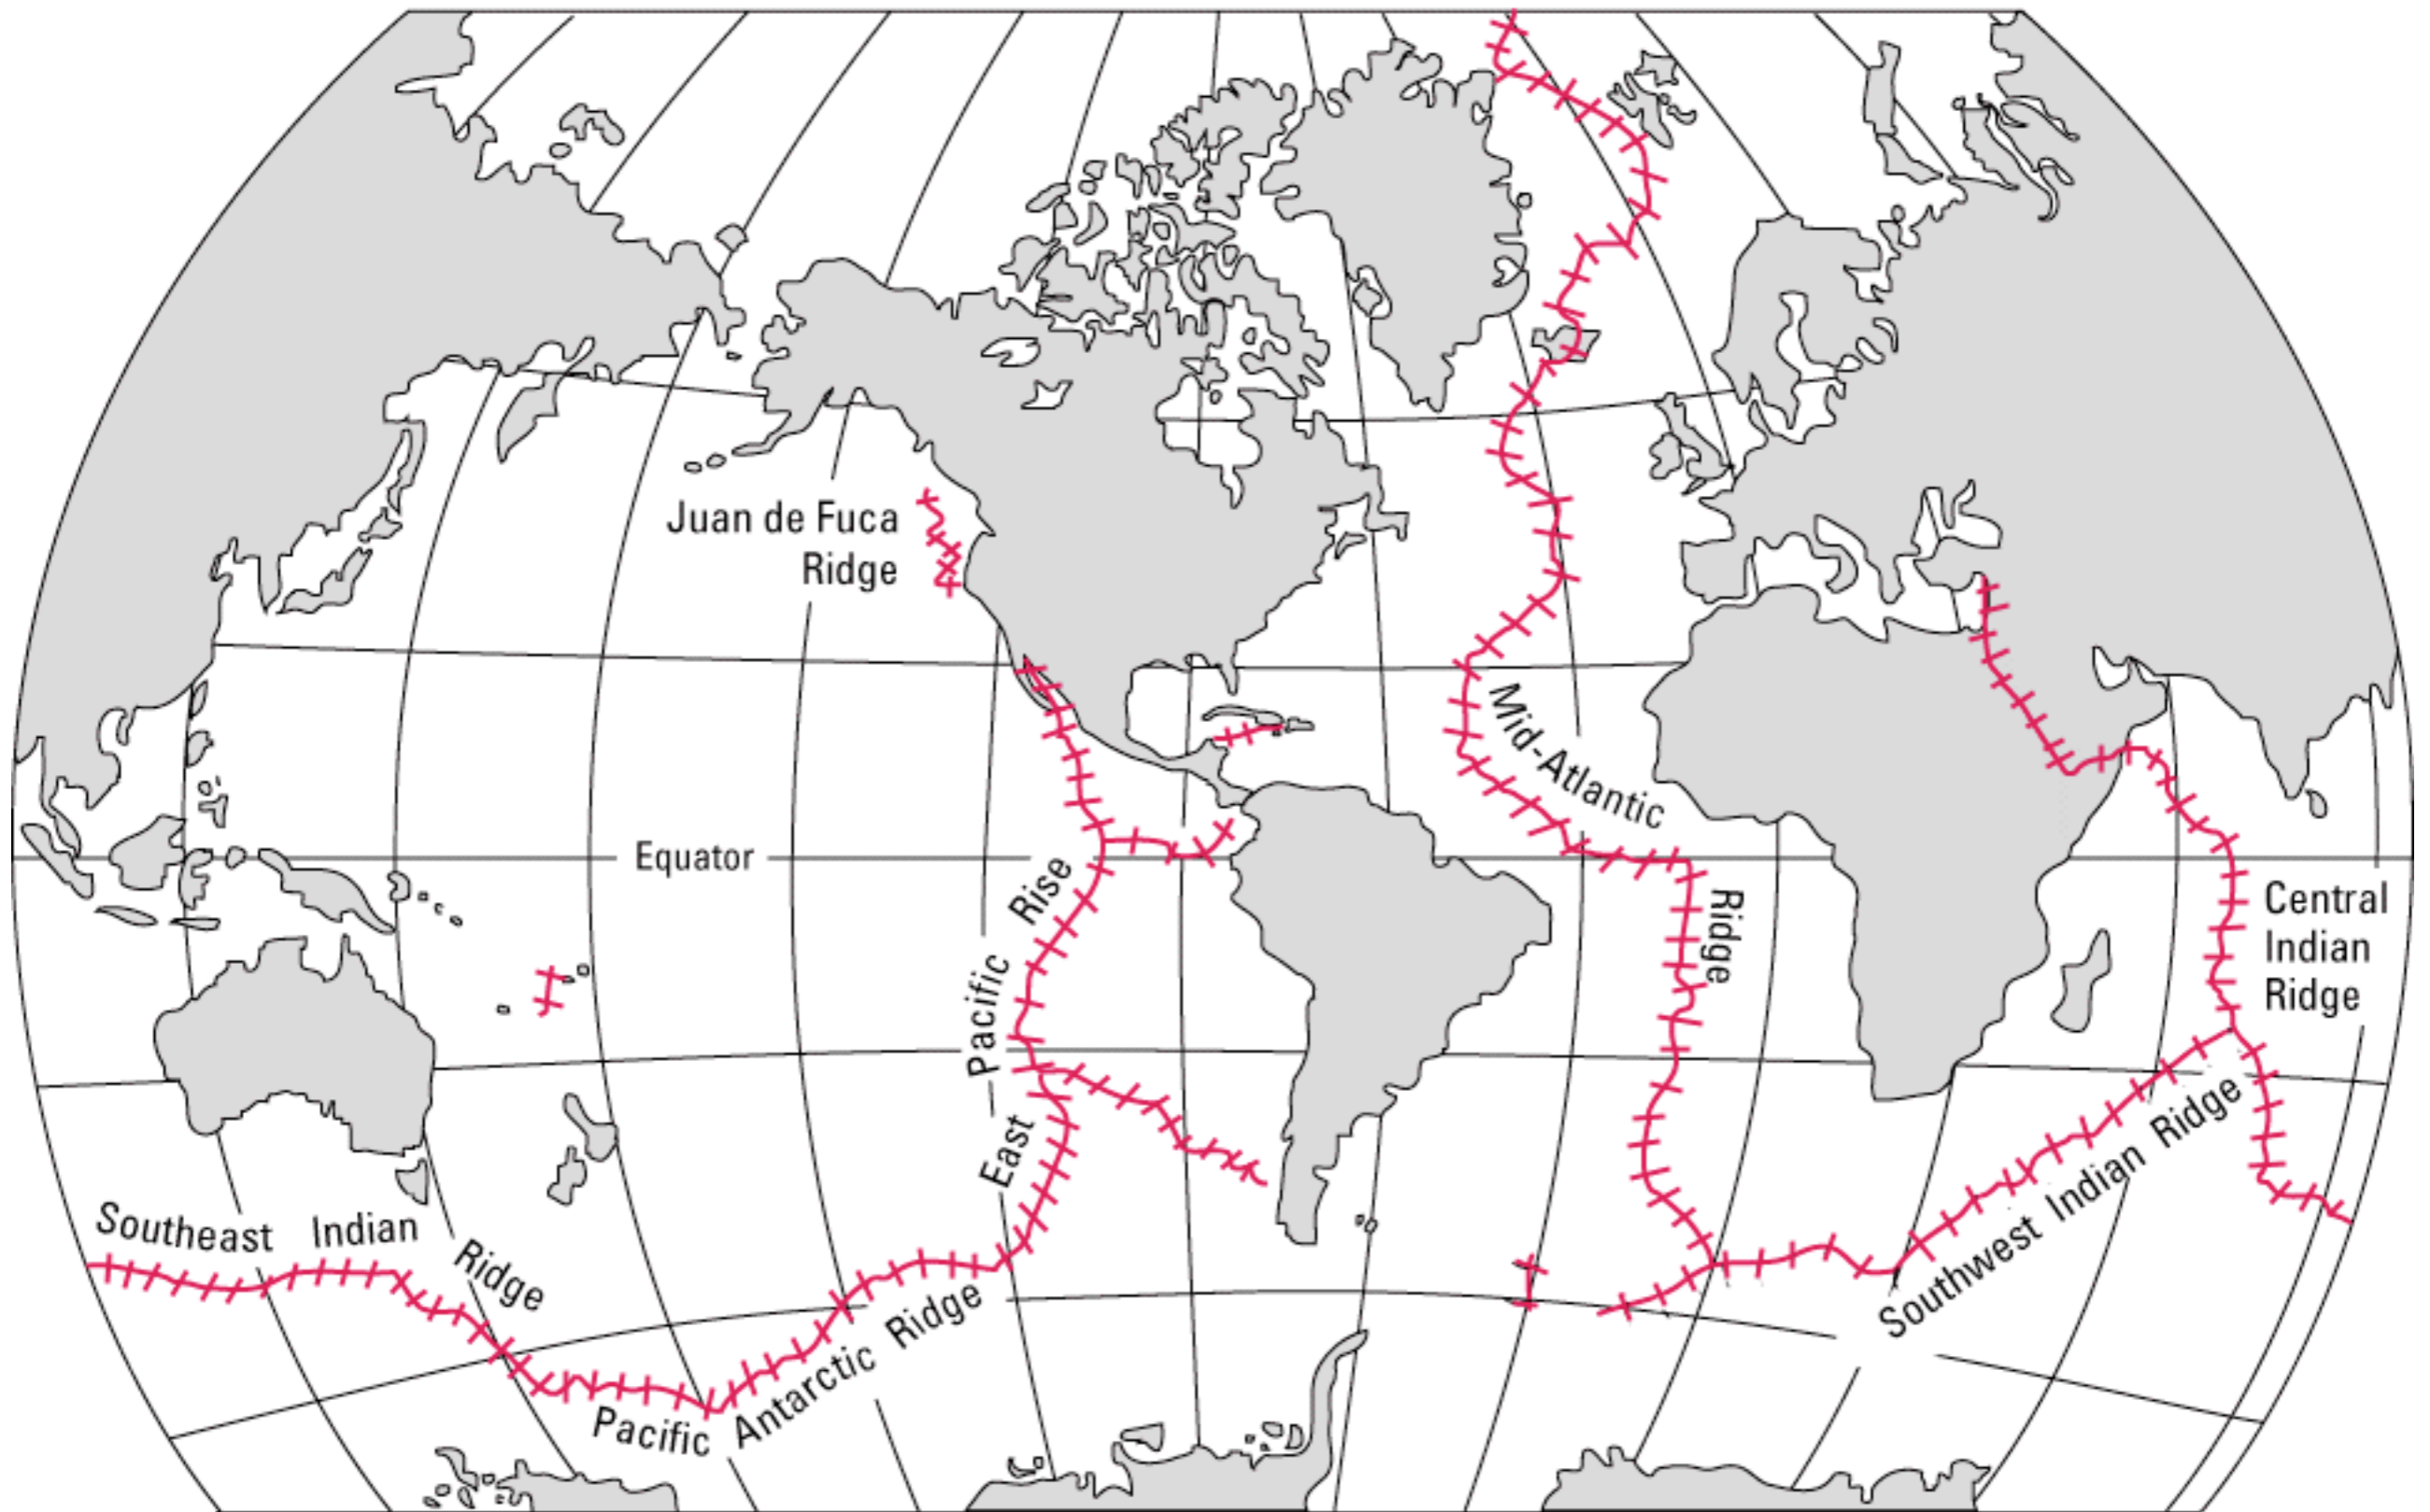 Juan de Fuca
Ridge
Mid-Atlantic
Ridge
Equator
East Pacific Rise
Central
Indian
Ridge
Southeast Indian Ridge
Southwest Indian Ridge
Pacific Antarctic Ridge